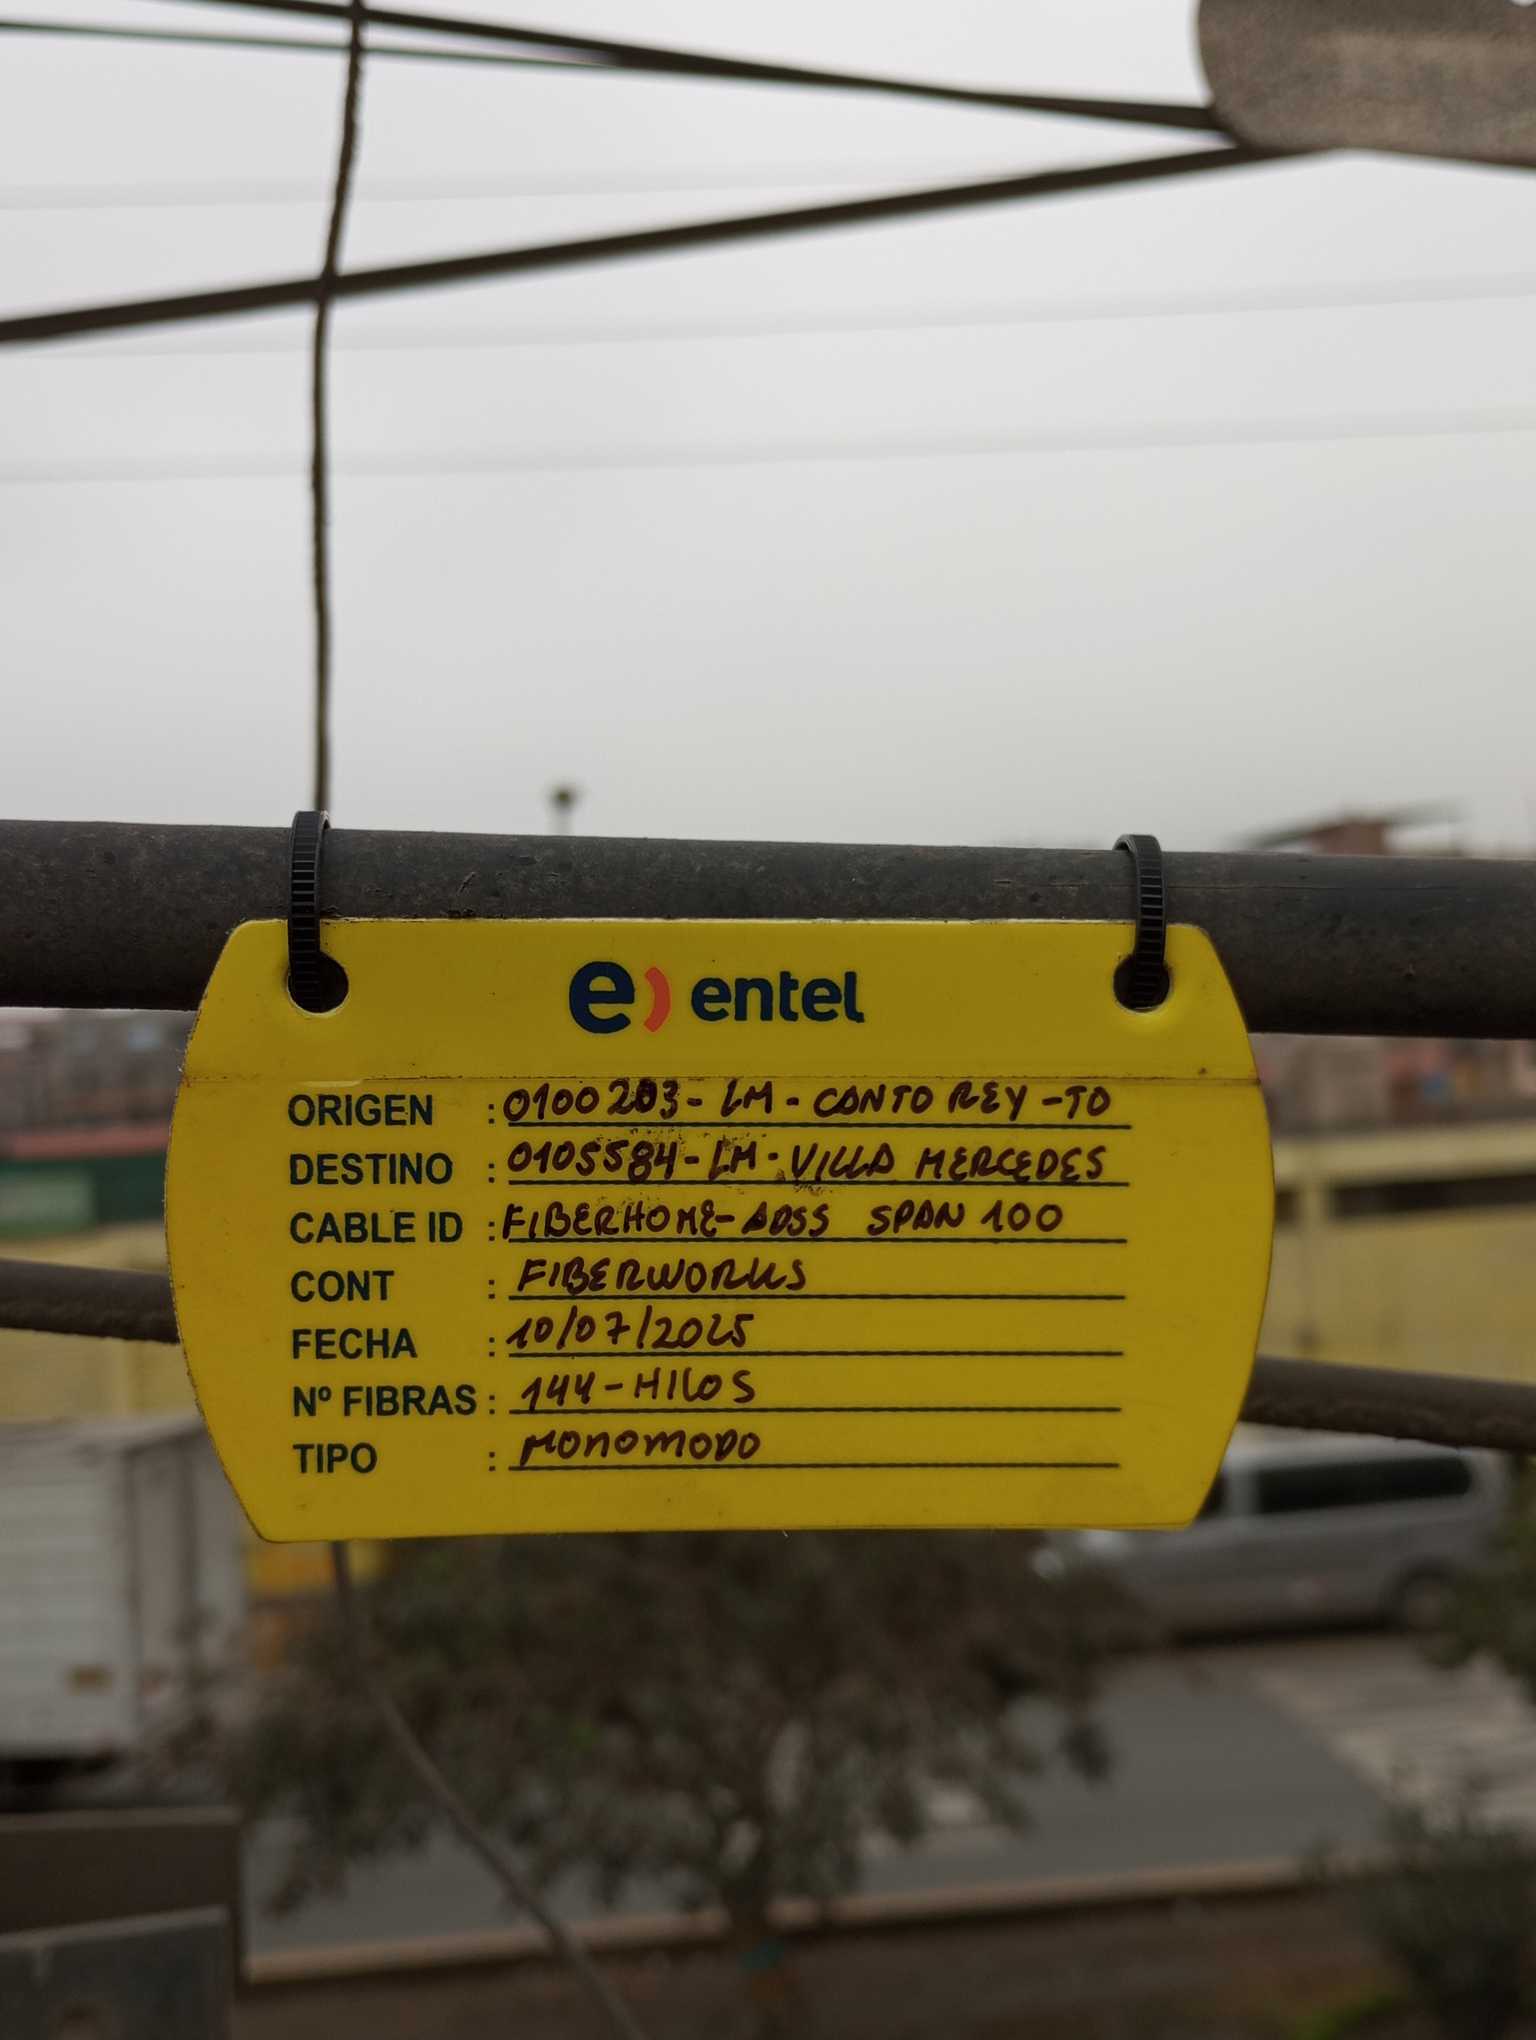 e) entel
ORIGEN : 0100203-LM-CANTO REY-TO
DESTINO : 0105584-LM-VILLA MERCEDES
CABLE ID : FIBERHOME-ADSS SPAN 100
CONT : FIBERWORKS
FECHA : 10/07/2025
Nº FIBRAS : 144-HILOS
TIPO : MONOMODO